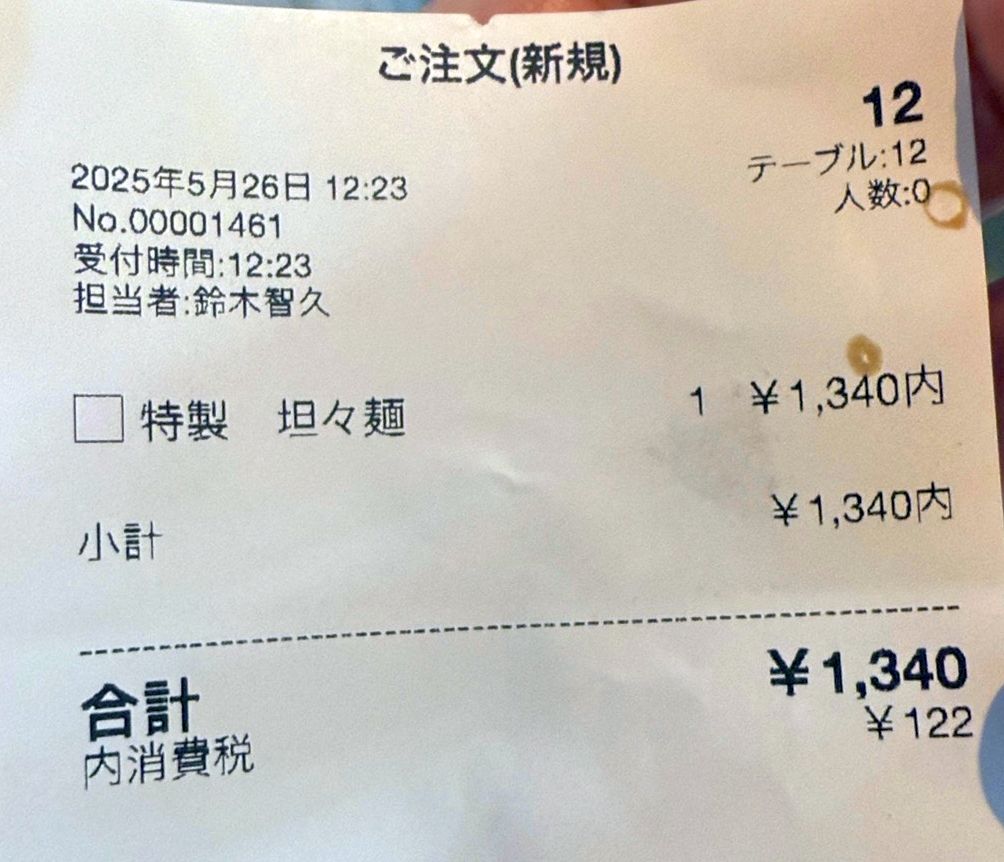 ご注文(新規)
12
テーブル:12
人数:0
2025年5月26日 12:23
No.00001461
受付時間:12:23
担当者:鈴木智久
特製 坦々麺 1 ¥1,340内
小計 ¥1,340内
合計 ¥1,340
内消費税 ¥122